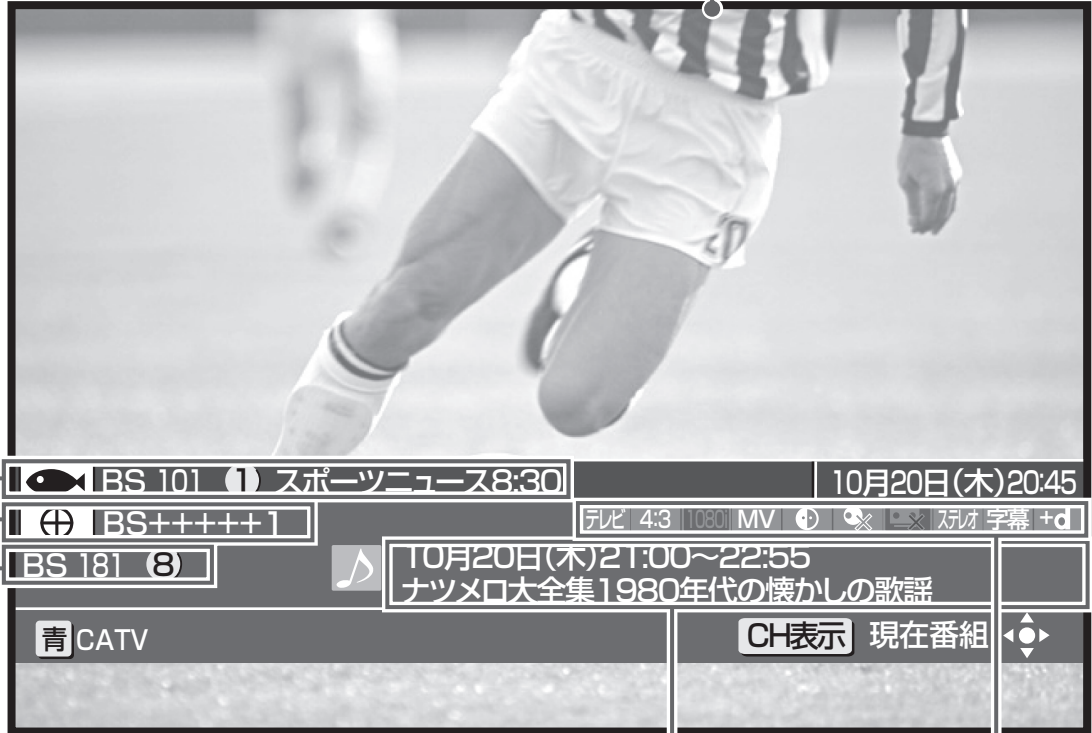 BS 101 1 スポーツニュース8:30
10月20日(木)20:45
BS+++++1
テレビ 4:3 1080i MV ステレオ 字幕 +d
BS 181 8
10月20日(木)21:00~22:55
ナツメロ大全集1980年代の懐かしの歌謡
青 CATV
CH表示 現在番組